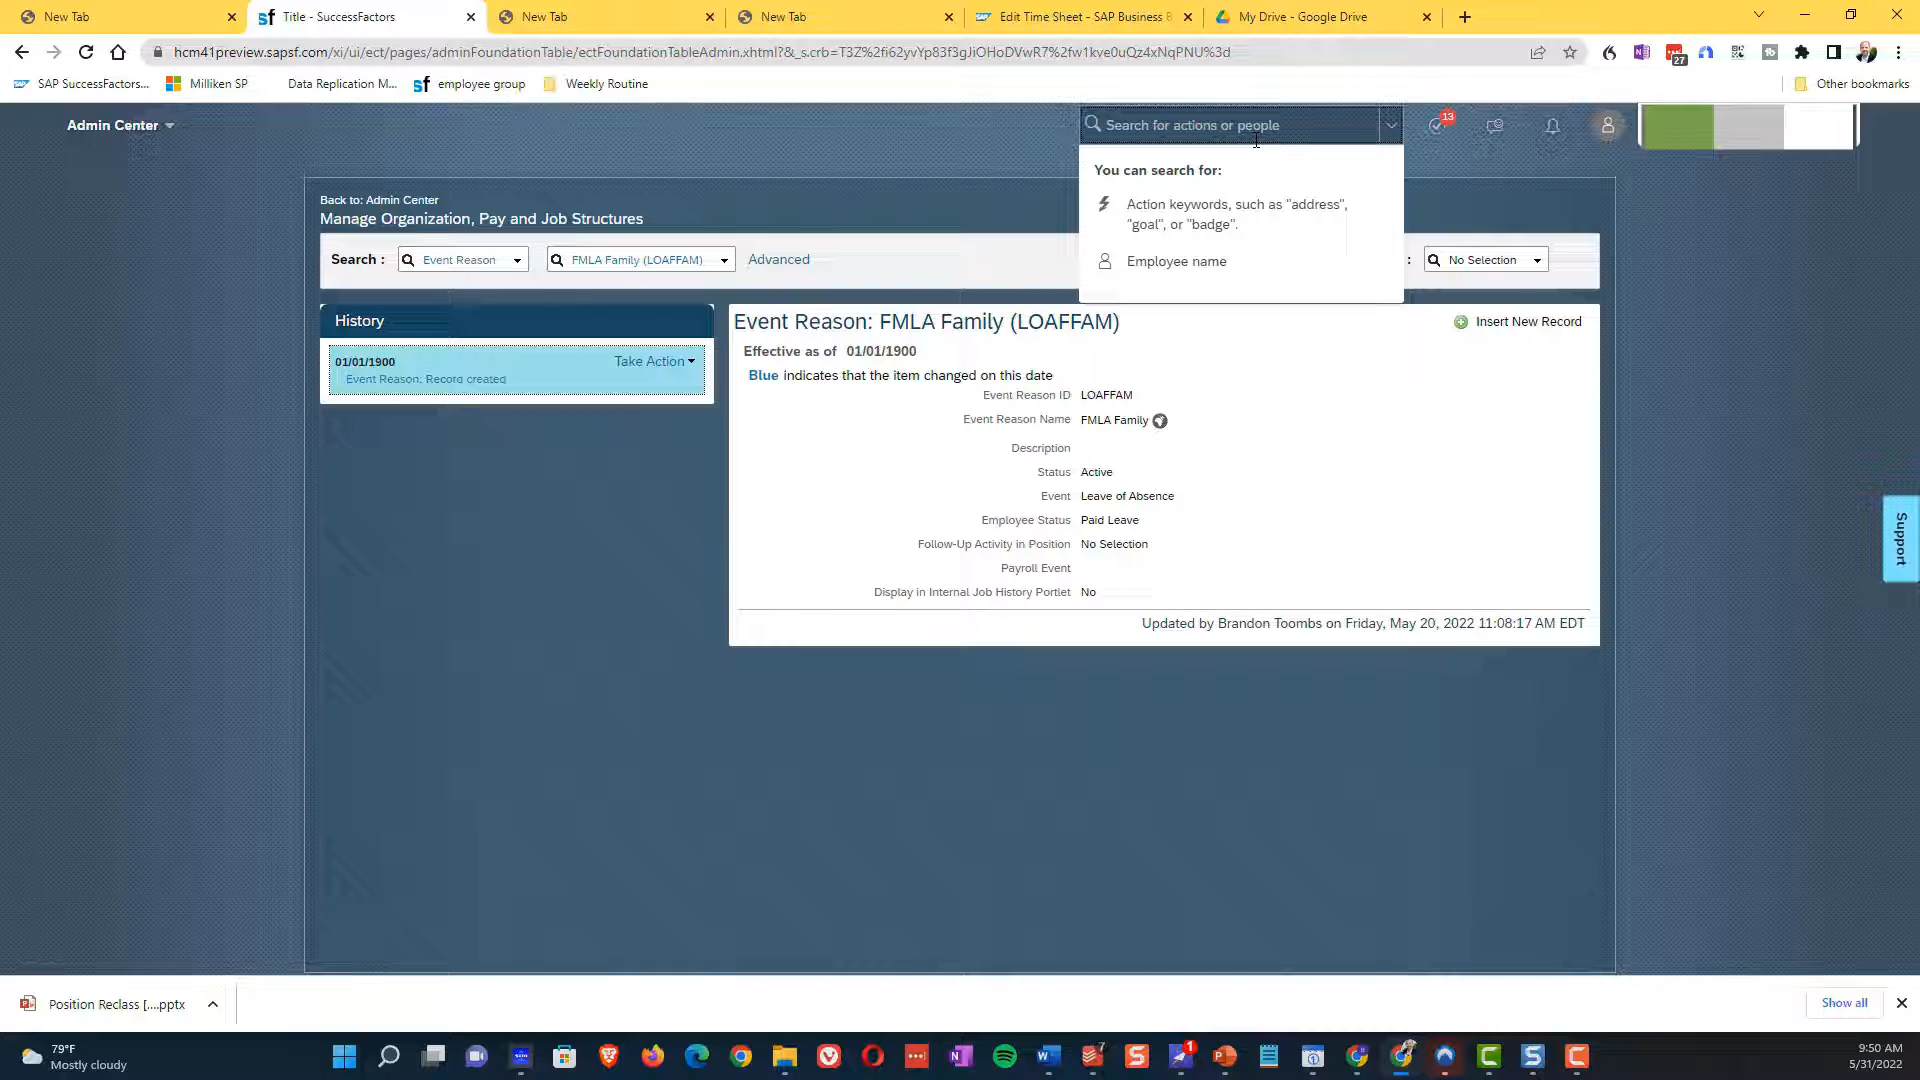 New Tab
Title - SuccessFactors
New Tab
New Tab
Edit Time Sheet - SAP Business B
My Drive - Google Drive
hcm41preview.sapsf.com/xi/ui/ect/pages/adminFoundationTable/ectFoundationTableAdmin.xhtml?&_s.crb=T3Z%2fi62yvYp83f3gJiOHoDVwR7%2fw1kve0uQz4xNqPNU%3d
27
SAP SuccessFactors...
Milliken SP
Data Replication M...
employee group
Weekly Routine
Other bookmarks
Admin Center
Search for actions or people
13
You can search for:
Action keywords, such as "address",
"goal", or "badge".
Employee name
Back to: Admin Center
Manage Organization, Pay and Job Structures
Search :
Event Reason
FMLA Family (LOAFFAM)
Advanced
:
No Selection
History
01/01/1900
Take Action
Event Reason: Record created
Event Reason: FMLA Family (LOAFFAM)
Insert New Record
Effective as of 01/01/1900
Blue indicates that the item changed on this date
Event Reason ID LOAFFAM
Event Reason Name FMLA Family
Description
Status Active
Event Leave of Absence
Employee Status Paid Leave
Follow-Up Activity in Position No Selection
Payroll Event
Display in Internal Job History Portlet No
Updated by Brandon Toombs on Friday, May 20, 2022 11:08:17 AM EDT
Support
Position Reclass [....pptx
Show all
79°F
Mostly cloudy
7
1
9:50 AM
5/31/2022